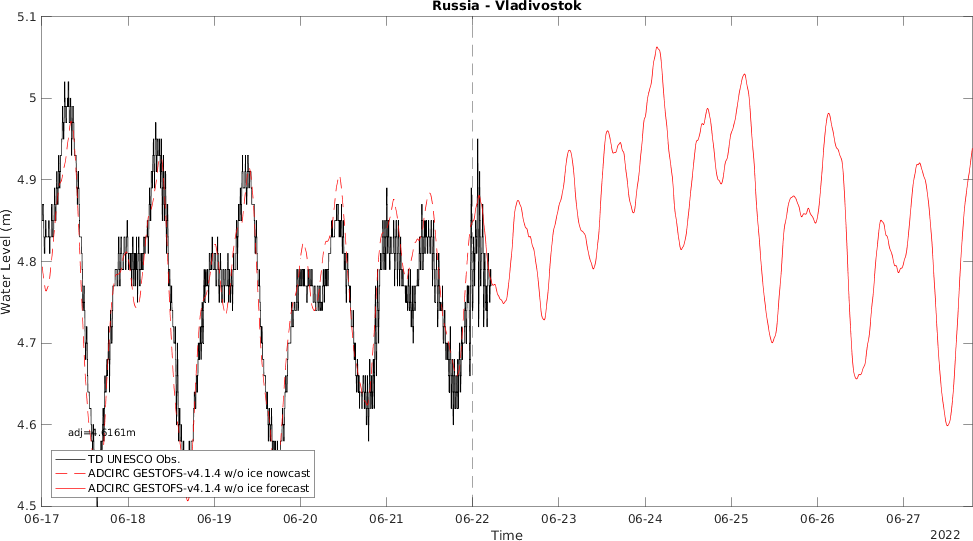 Russia - Vladivostok
5.1
5
4.9
4.8
4.7
4.6
4.5
Water Level (m)
adj=4.6161m
TD UNESCO Obs.
ADCIRC GESTOFS-v4.1.4 w/o ice nowcast
ADCIRC GESTOFS-v4.1.4 w/o ice forecast
06-17 06-18 06-19 06-20 06-21 06-22 06-23 06-24 06-25 06-26 06-27
Time
2022